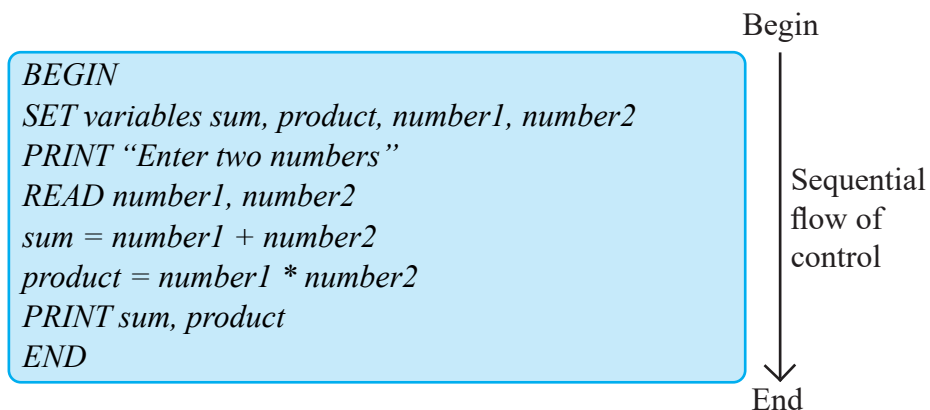 Begin
BEGIN
SET variables sum, product, number1, number2
PRINT “Enter two numbers”
READ number1, number2
sum = number1 + number2
product = number1 * number2
PRINT sum, product
END
Sequential
flow of
control
End